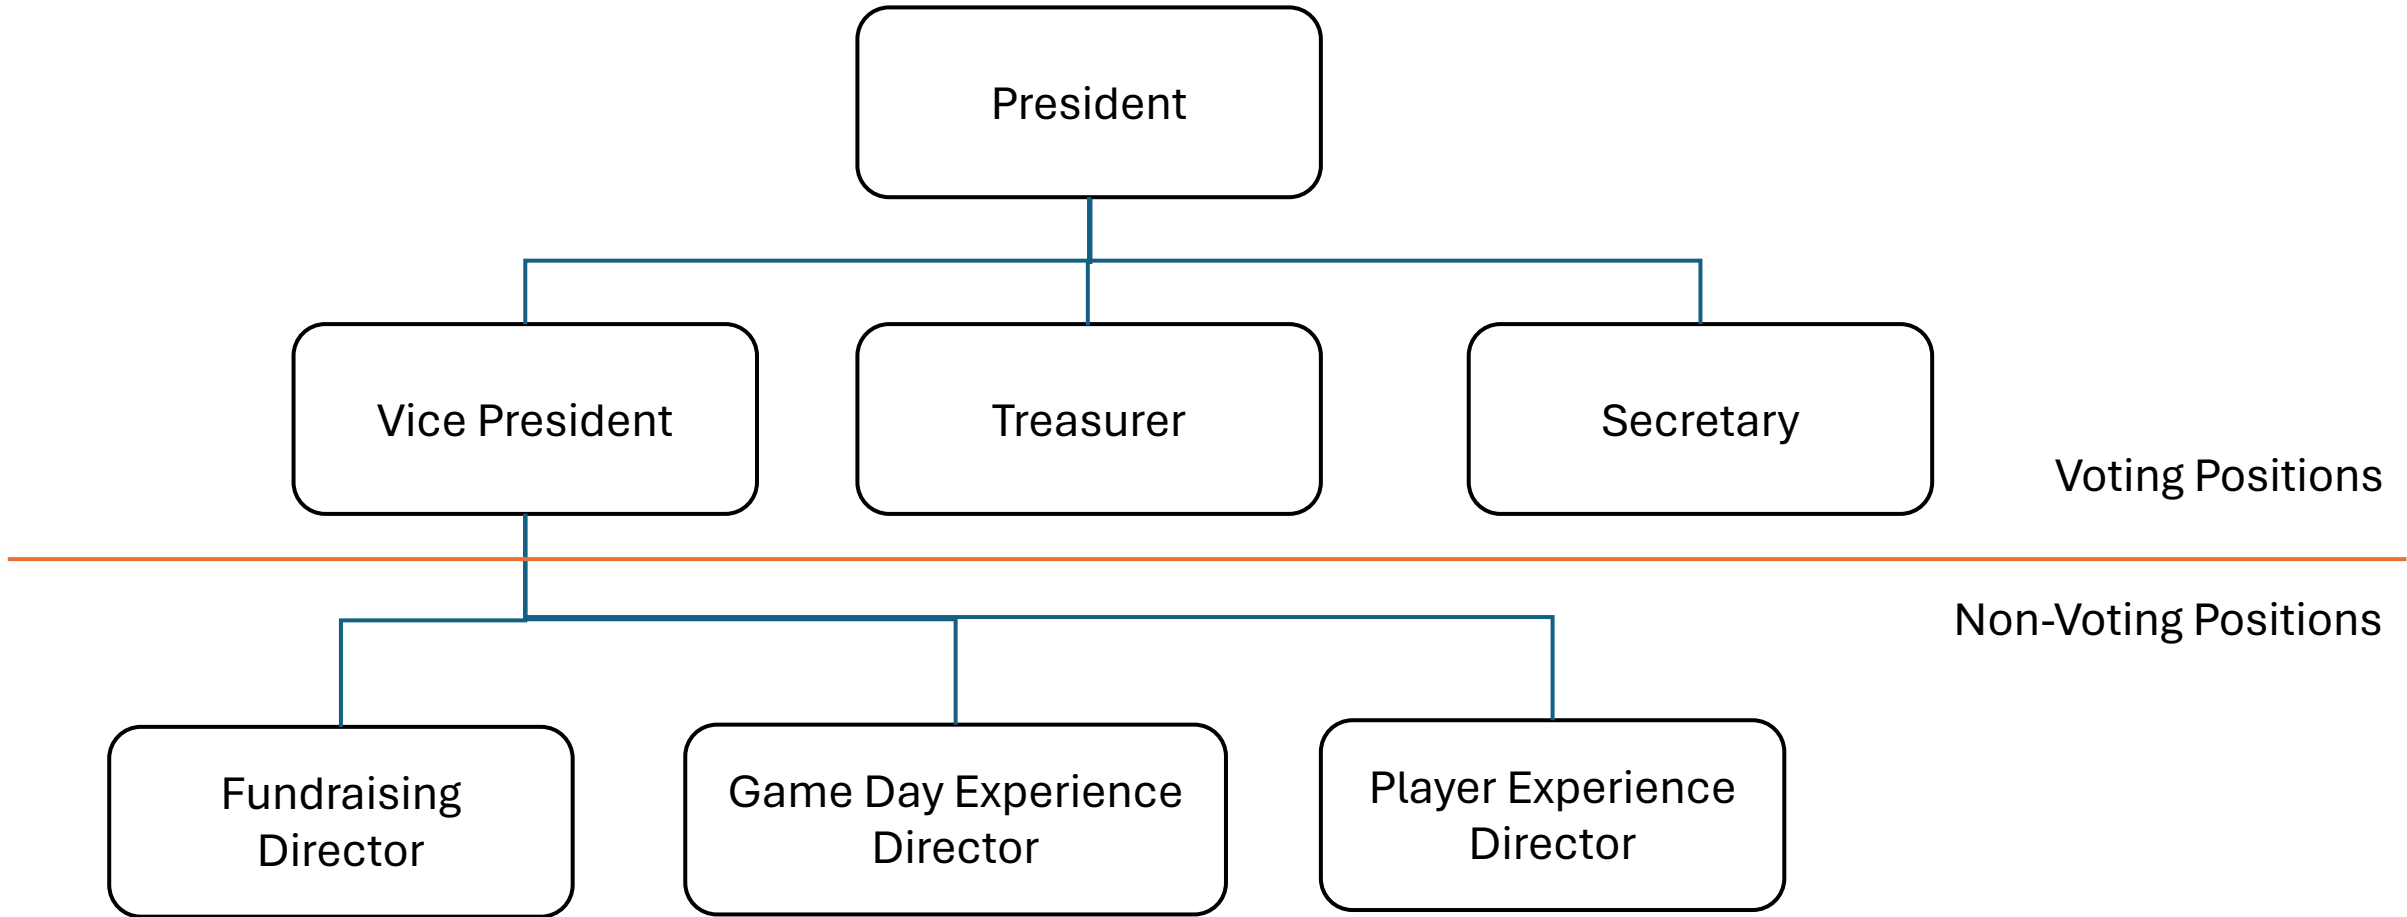 President
Vice President
Treasurer
Secretary
Voting Positions
Non-Voting Positions
Fundraising
Director
Game Day Experience
Director
Player Experience
Director